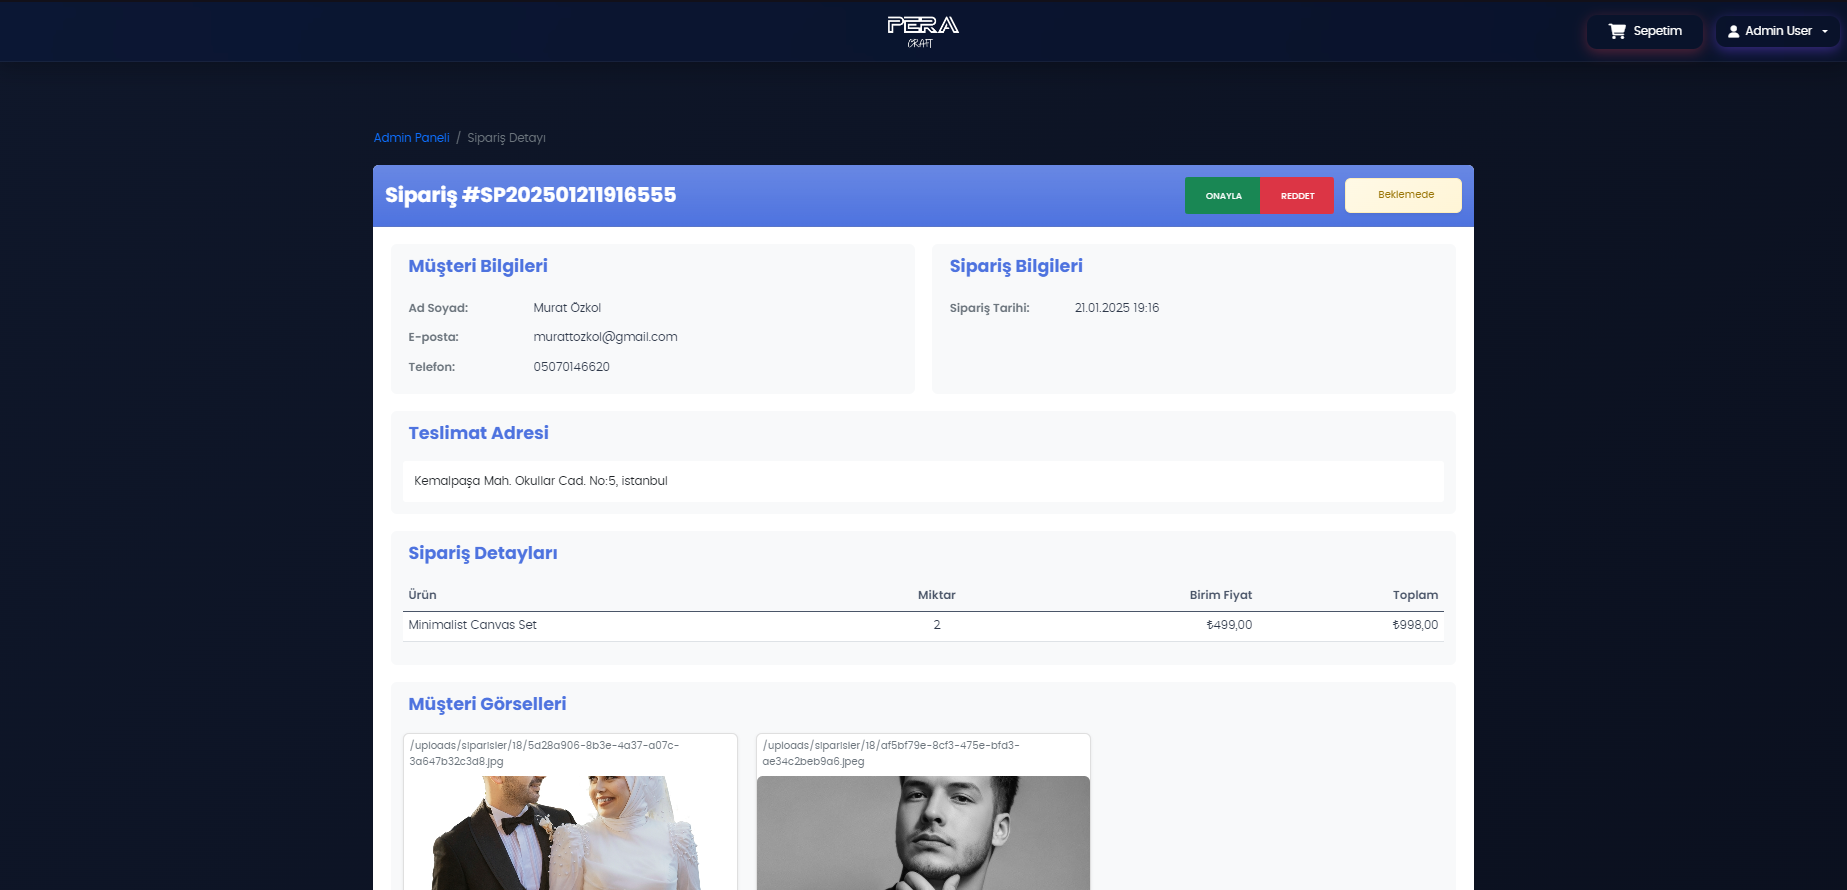 PERA
CRAFT
Sepetim
Admin User
Admin Paneli / Sipariş Detayı
Sipariş #SP202501211916555
ONAYLA
REDDET
Beklemede
Müşteri Bilgileri
Ad Soyad: Murat Özkol
E-posta: murattozkol@gmail.com
Telefon: 05070146620
Sipariş Bilgileri
Sipariş Tarihi: 21.01.2025 19:16
Teslimat Adresi
Kemalpaşa Mah. Okullar Cad. No:5, istanbul
Sipariş Detayları
Ürün Miktar Birim Fiyat Toplam
Minimalist Canvas Set 2 ₺499,00 ₺998,00
Müşteri Görselleri
/uploads/siparisler/18/5d28a906-8b3e-4a37-a07c-
3a647b32c3d8.jpg
/uploads/siparisler/18/af5bf79e-8cf3-475e-bfd3-
ae34c2beb9a6.jpeg